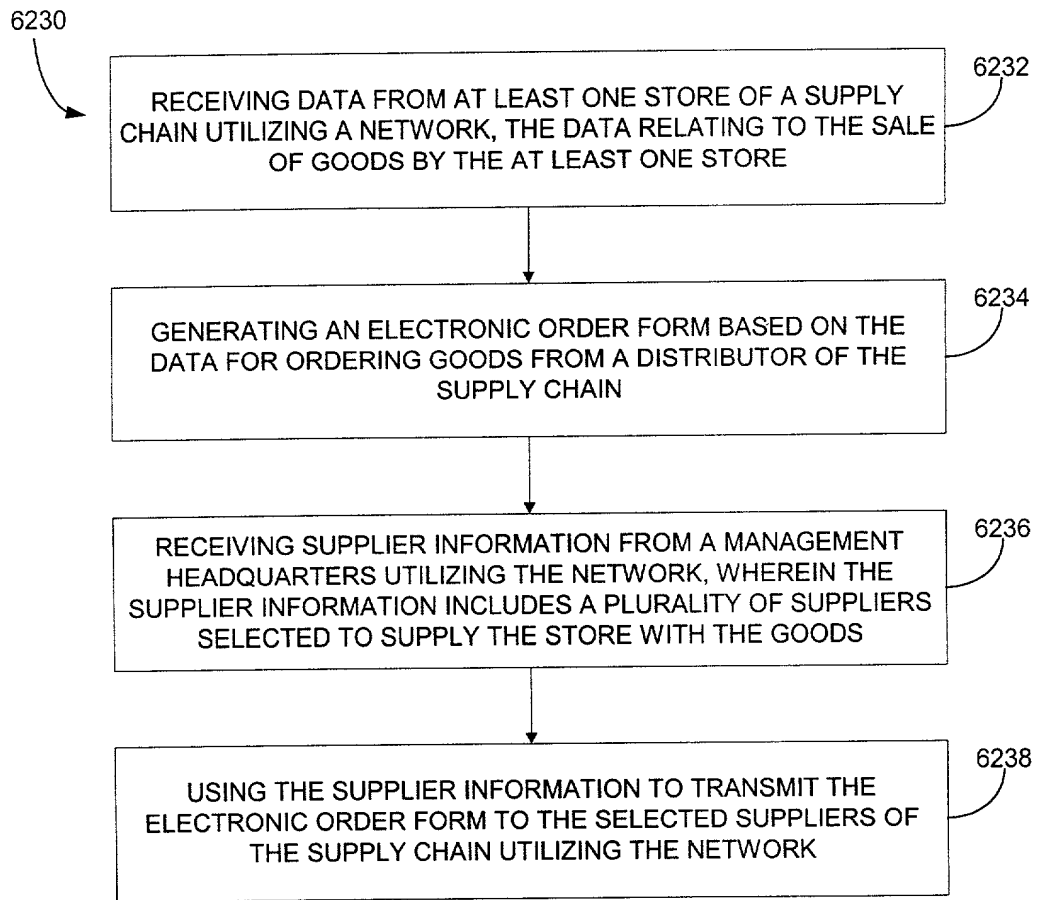 6230
6232
RECEIVING DATA FROM AT LEAST ONE STORE OF A SUPPLY
CHAIN UTILIZING A NETWORK, THE DATA RELATING TO THE SALE
OF GOODS BY THE AT LEAST ONE STORE
6234
GENERATING AN ELECTRONIC ORDER FORM BASED ON THE
DATA FOR ORDERING GOODS FROM A DISTRIBUTOR OF THE
SUPPLY CHAIN
6236
RECEIVING SUPPLIER INFORMATION FROM A MANAGEMENT
HEADQUARTERS UTILIZING THE NETWORK, WHEREIN THE
SUPPLIER INFORMATION INCLUDES A PLURALITY OF SUPPLIERS
SELECTED TO SUPPLY THE STORE WITH THE GOODS
6238
USING THE SUPPLIER INFORMATION TO TRANSMIT THE
ELECTRONIC ORDER FORM TO THE SELECTED SUPPLIERS OF
THE SUPPLY CHAIN UTILIZING THE NETWORK